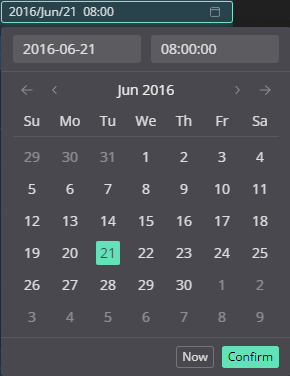 2016/Jun/21 08:00
2016-06-21 08:00:00
Jun 2016
Su Mo Tu We Th Fr Sa
29 30 31 1 2 3 4
5 6 7 8 9 10 11
12 13 14 15 16 17 18
19 20 21 22 23 24 25
26 27 28 29 30 1 2
3 4 5 6 7 8 9
Now Confirm